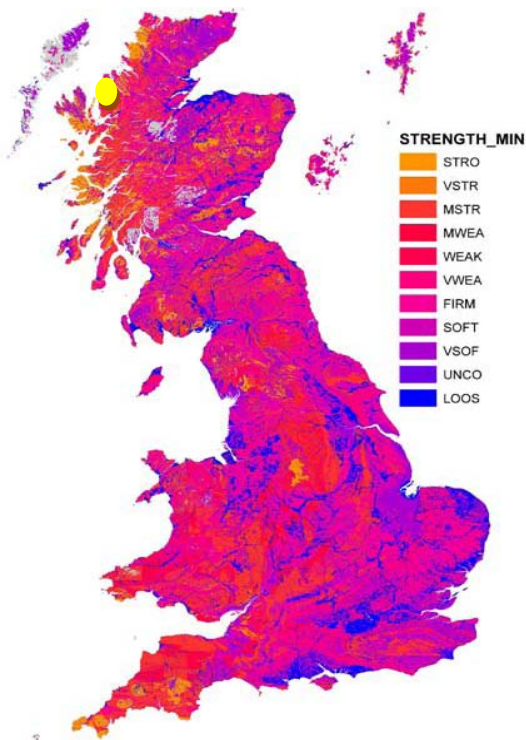 STRENGTH_MIN
STRO
VSTR
MSTR
MWEA
WEAK
VWEA
FIRM
SOFT
VSOF
UNCO
LOOS